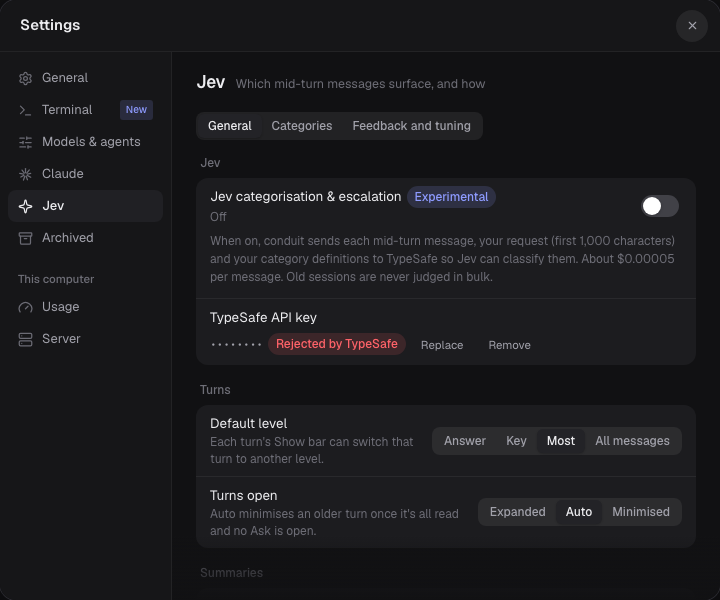 Settings
General
Terminal New
Models & agents
Claude
Jev
Archived
This computer
Usage
Server
Jev Which mid-turn messages surface, and how
General Categories Feedback and tuning
Jev
Jev categorisation & escalation Experimental
Off
When on, conduit sends each mid-turn message, your request (first 1,000 characters)
and your category definitions to TypeSafe so Jev can classify them. About $0.00005
per message. Old sessions are never judged in bulk.
TypeSafe API key
Rejected by TypeSafe Replace Remove
Turns
Default level
Each turn's Show bar can switch that
turn to another level.
Answer Key Most All messages
Turns open
Auto minimises an older turn once it's all read
and no Ask is open.
Expanded Auto Minimised
Summaries